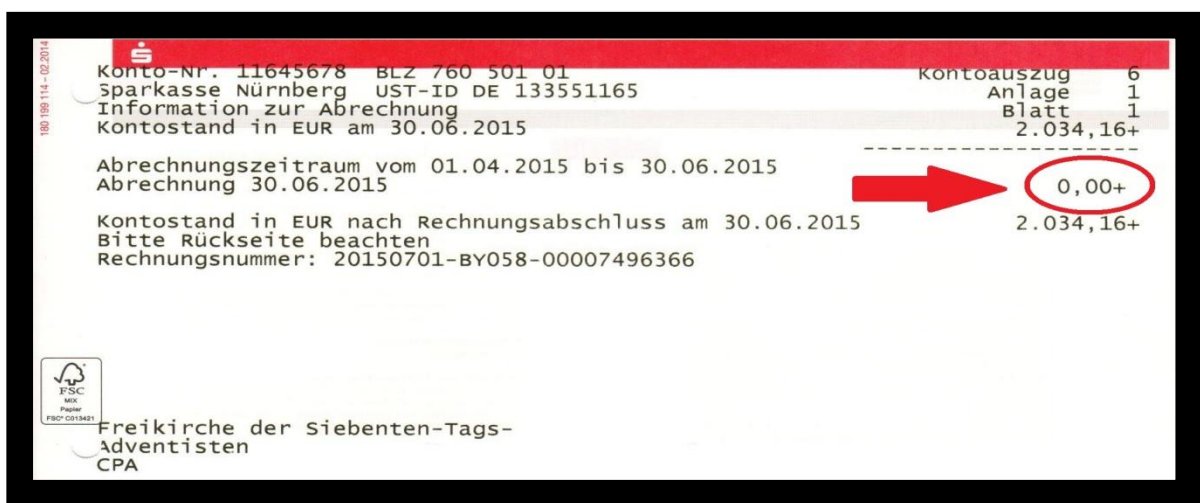 180 199 114 – 02.2014
Konto-Nr. 11645678 BLZ 760 501 01 Kontoauszug 6
Sparkasse Nürnberg UST-ID DE 133551165 Anlage 1
Information zur Abrechnung Blatt 1
Kontostand in EUR am 30.06.2015 2.034,16+
Abrechnungszeitraum vom 01.04.2015 bis 30.06.2015
Abrechnung 30.06.2015 0,00+
Kontostand in EUR nach Rechnungsabschluss am 30.06.2015 2.034,16+
Bitte Rückseite beachten
Rechnungsnummer: 20150701-BY058-00007496366
FSC
MIX
Papier
FSC® C013421
Freikirche der Siebenten-Tags-
Adventisten
CPA